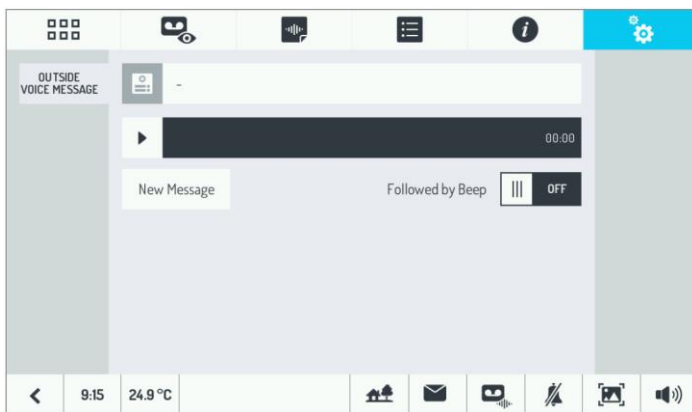 OUTSIDE
VOICE MESSAGE
-
00:00
New Message
Followed by Beep
OFF
9:15
24.9 °C